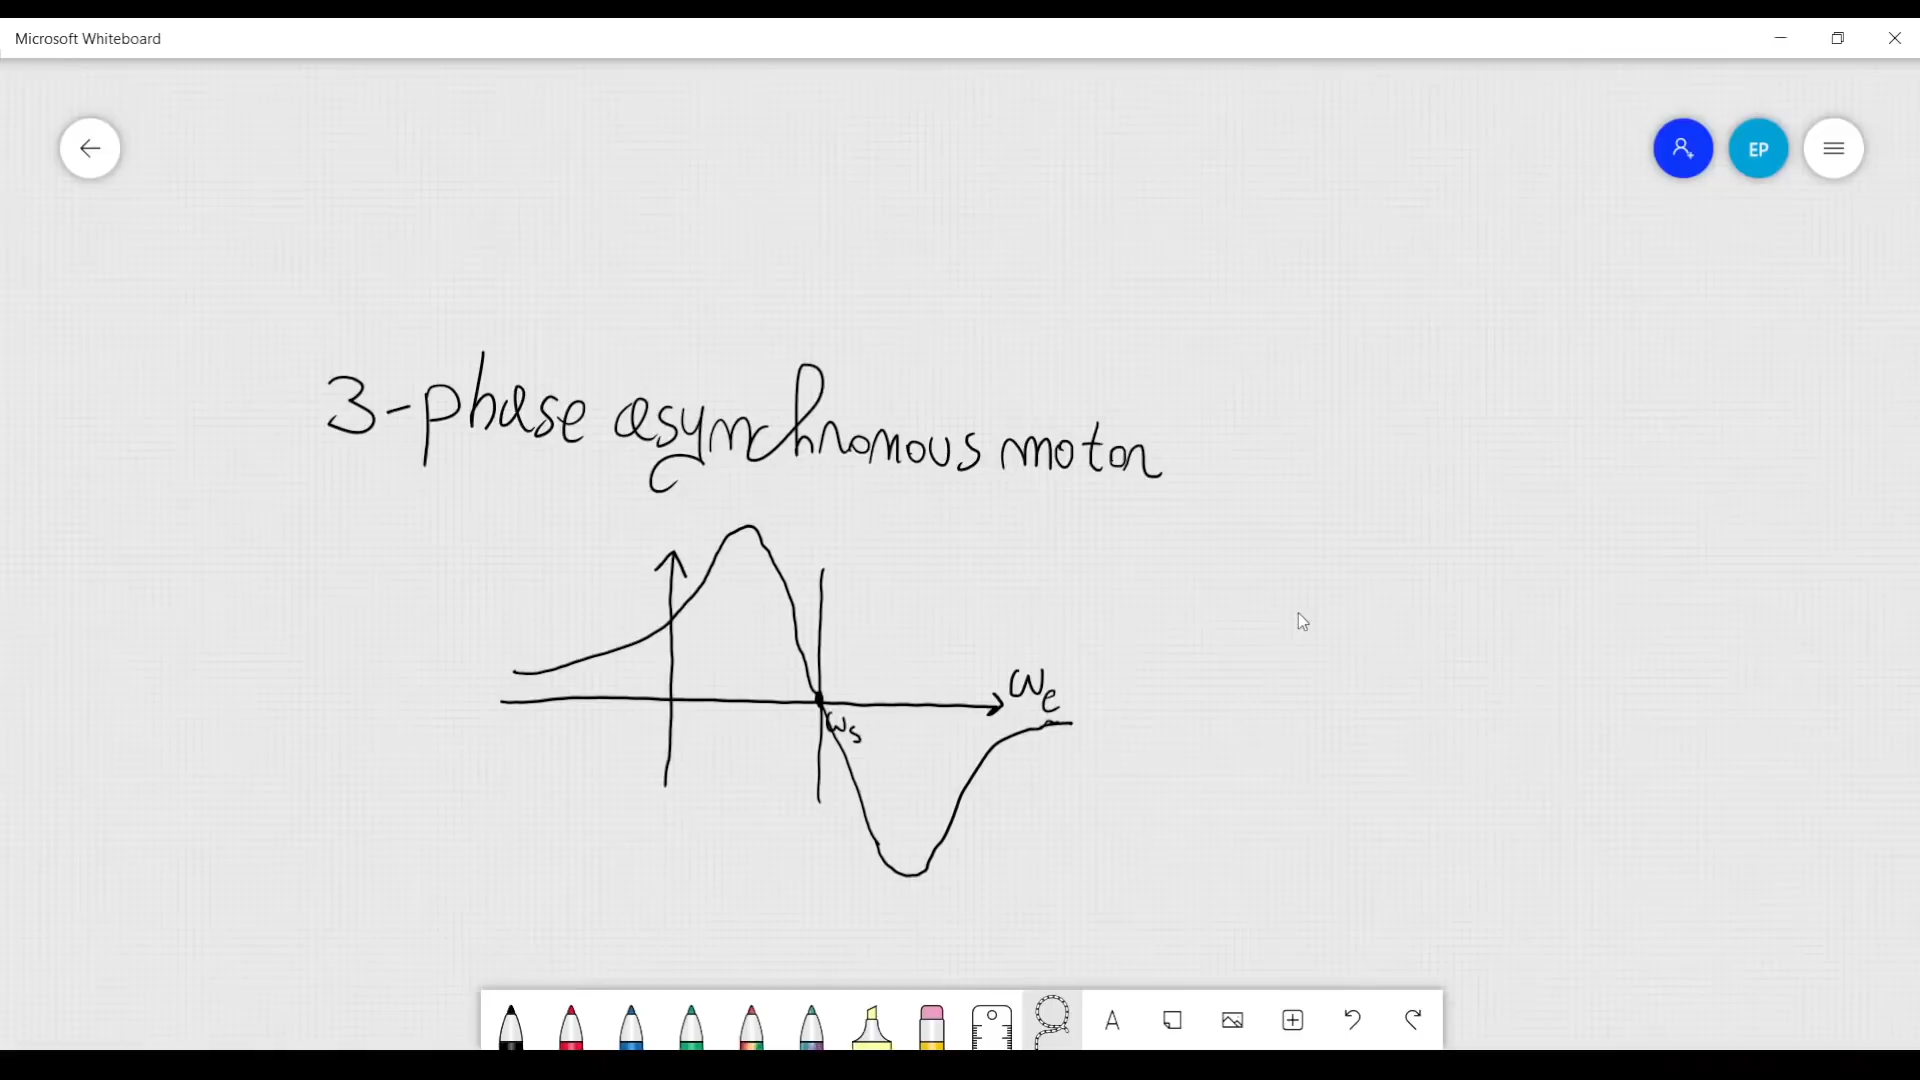 Microsoft Whiteboard
EP
3-phase asynchronous motor
ωe
ωs
A